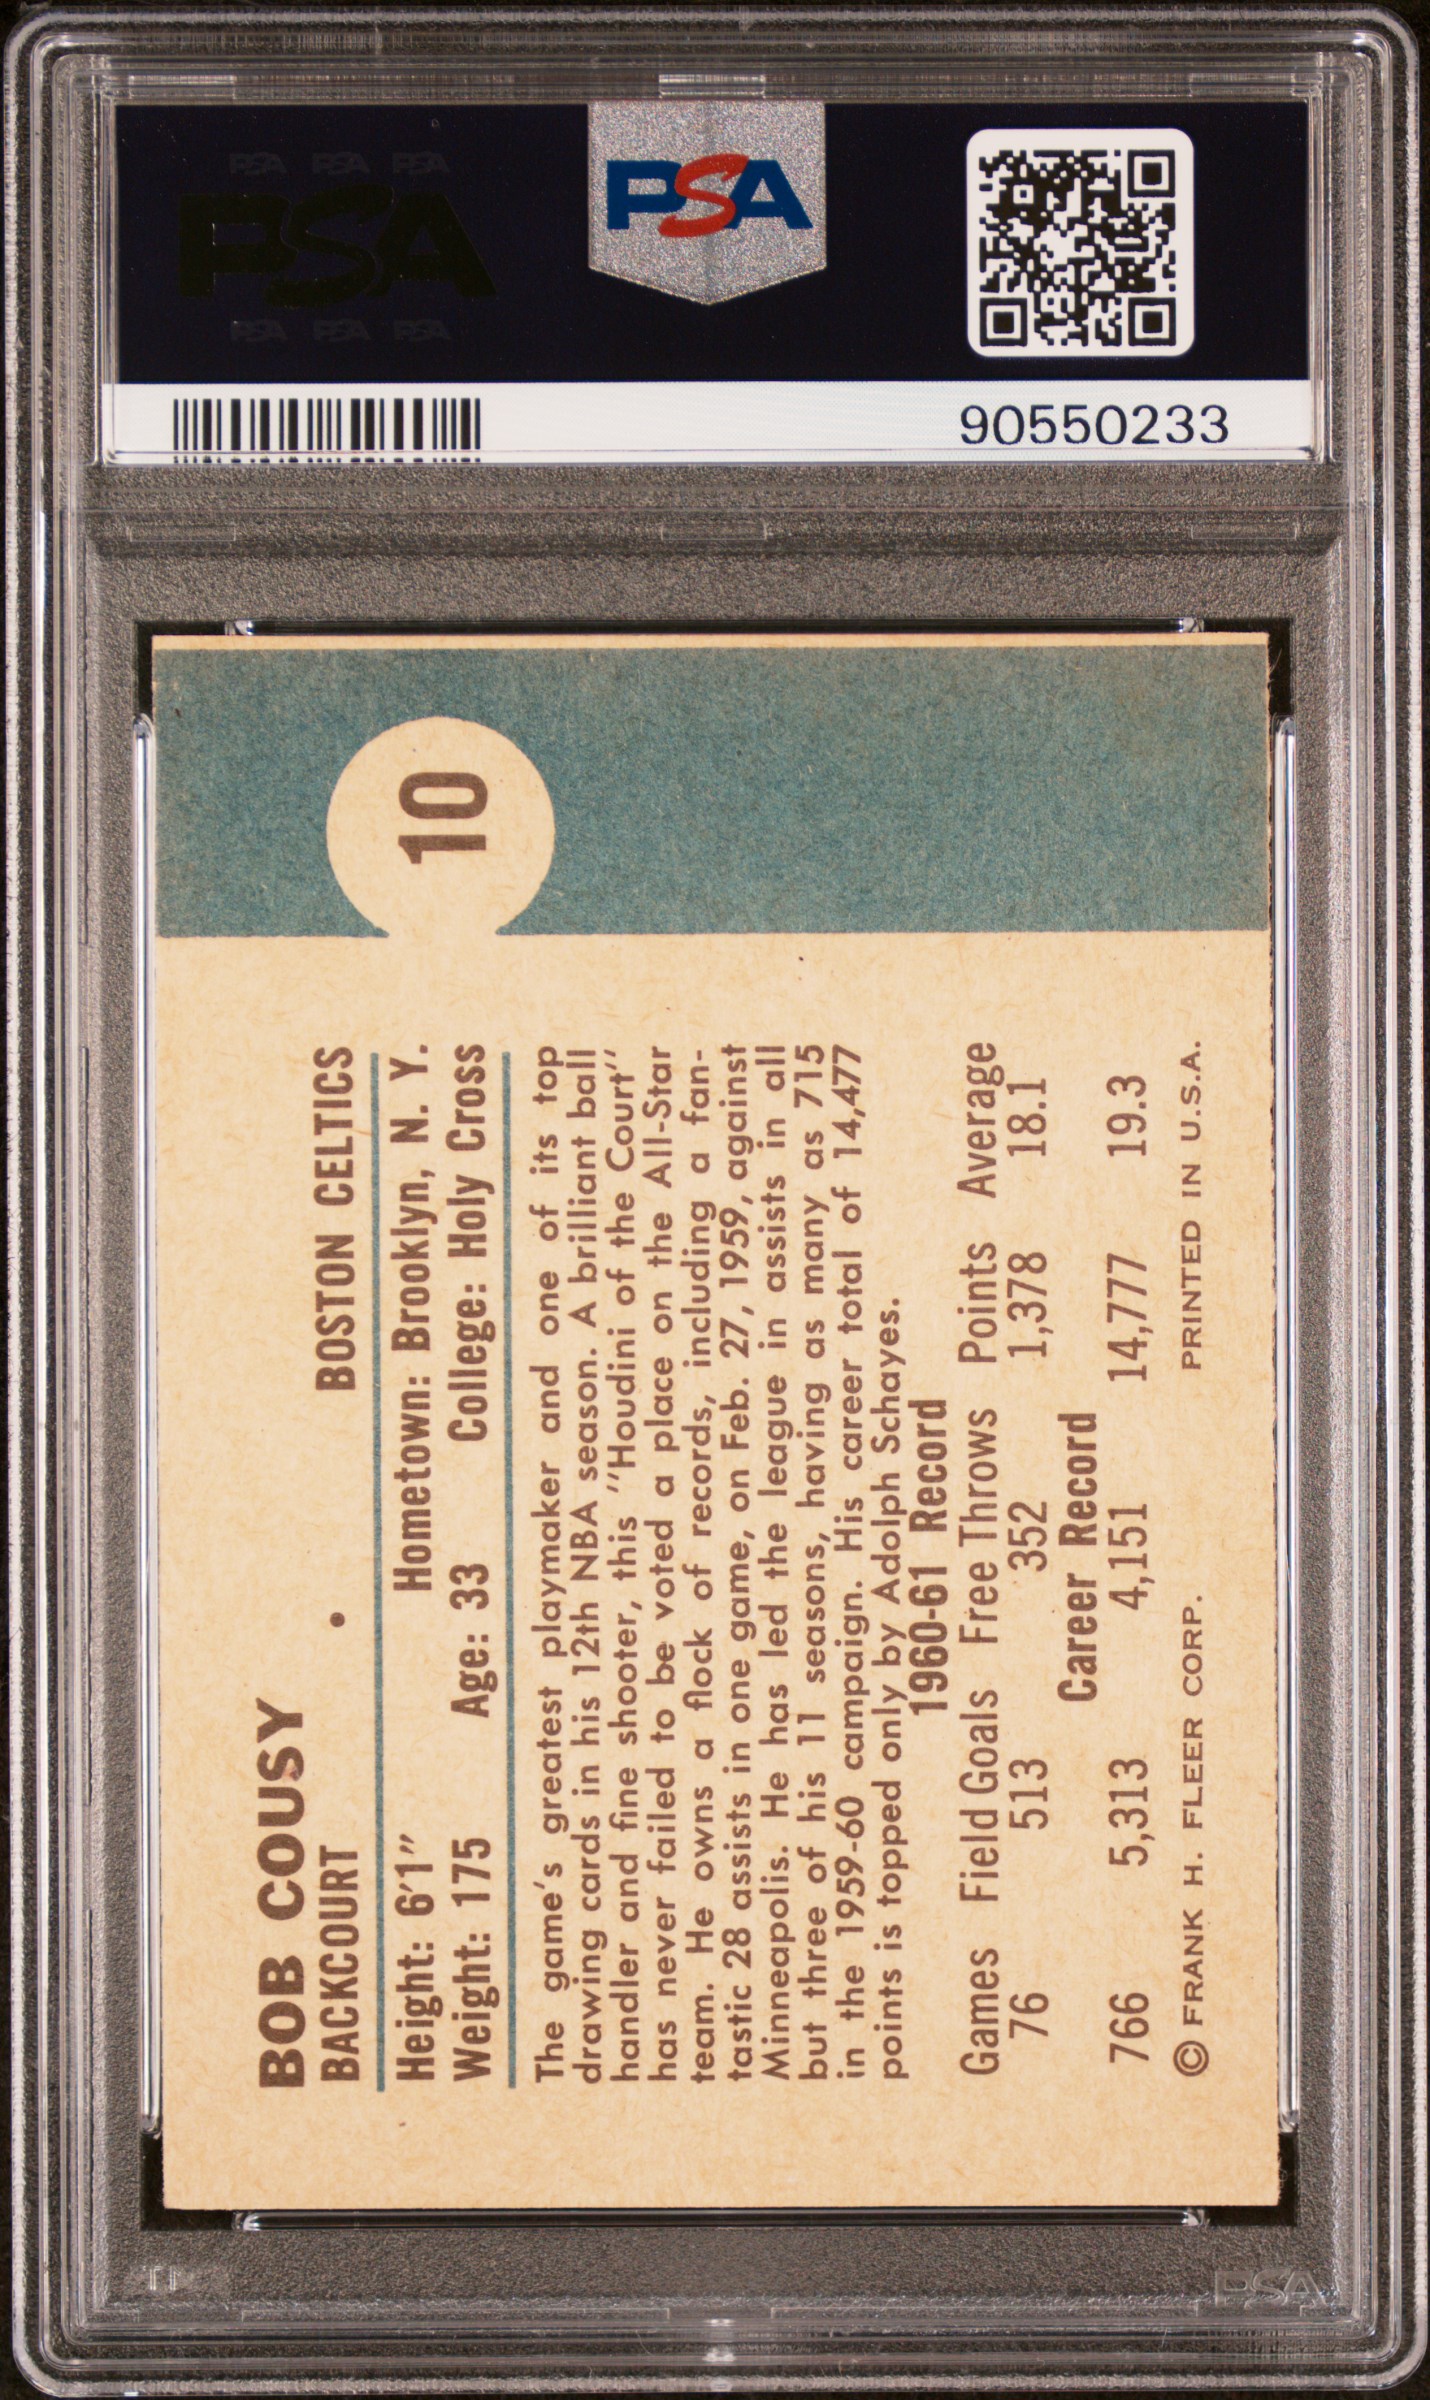 PSA PSA PSA
PSA
PSA PSA PSA
PSA
90550233
10
BOB COUSY
BACKCOURT • BOSTON CELTICS
Height: 6'1" Hometown: Brooklyn, N. Y.
Weight: 175 Age: 33 College: Holy Cross
The game's greatest playmaker and one of its top
drawing cards in his 12th NBA season. A brilliant ball
handler and fine shooter, this "Houdini of the Court"
has never failed to be voted a place on the All-Star
team. He owns a flock of records, including a fan-
tastic 28 assists in one game, on Feb. 27, 1959, against
Minneapolis. He has led the league in assists in all
but three of his 11 seasons, having as many as 715
in the 1959-60 campaign. His career total of 14,477
points is topped only by Adolph Schayes.
1960-61 Record
Games Field Goals Free Throws Points Average
76 513 352 1,378 18.1
Career Record
766 5,313 4,151 14,777 19.3
© FRANK H. FLEER CORP. PRINTED IN U.S.A.
PSA